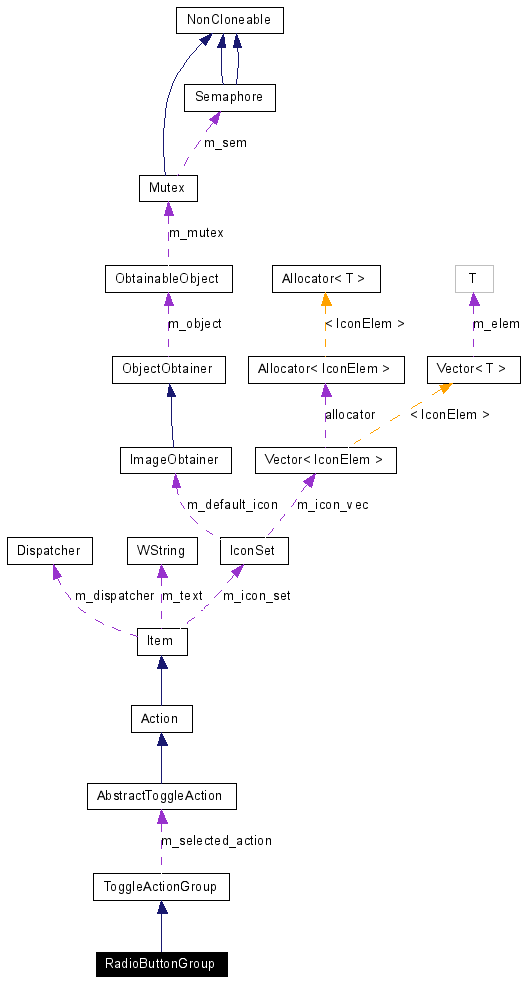 NonCloneable
Semaphore
m_sem
Mutex
m_mutex
ObtainableObject
Allocator< T >
T
m_object
< IconElem >
m_elem
ObjectObtainer
Allocator< IconElem >
Vector< T >
allocator
< IconElem >
ImageObtainer
Vector< IconElem >
m_default_icon
m_icon_vec
Dispatcher
WString
IconSet
m_dispatcher
m_text
m_icon_set
Item
Action
AbstractToggleAction
m_selected_action
ToggleActionGroup
RadioButtonGroup